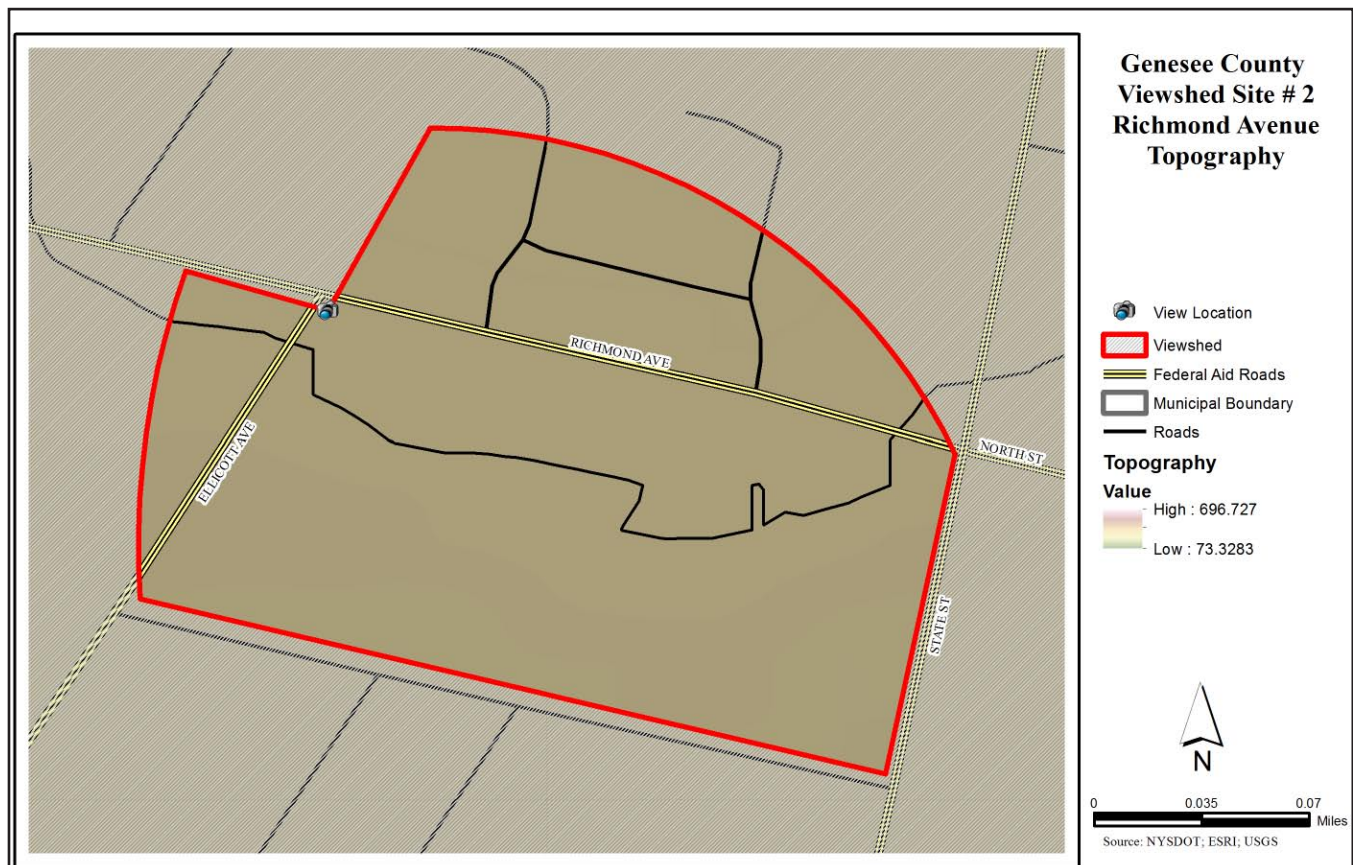 Genesee County
Viewshed Site # 2
Richmond Avenue
Topography
RICHMOND AVE
ELLICOTT AVE
NORTH ST
STATE ST
View Location
Viewshed
Federal Aid Roads
Municipal Boundary
Roads
Topography
Value
High : 696.727
Low : 73.3283
N
0 0.035 0.07
Miles
Source: NYSDOT; ESRI; USGS